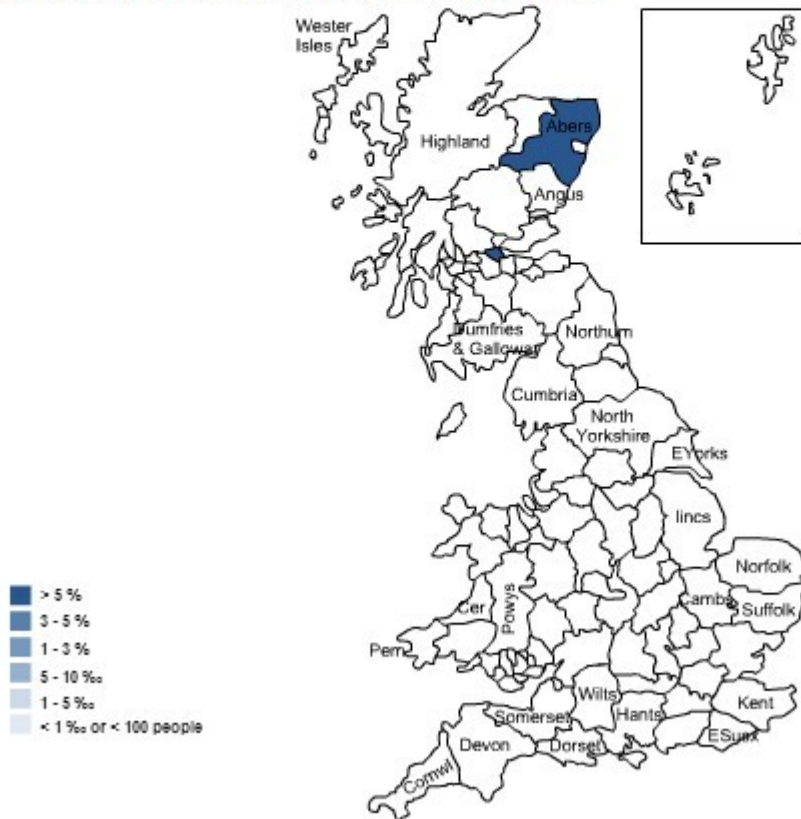 Wester
Isles
Abers
Highland
Angus
Dumfries
& Galloway
Northum
Cumbria
North
Yorkshire
EYorks
lincs
Norfolk
Cambs
Suffolk
Cer
Powys
Pem
Wilts
Kent
Somerset
Hants
ESusx
Devon
Dorset
Cornwl
> 5 %
3 - 5 %
1 - 3 %
5 - 10 ‰
1 - 5 ‰
< 1 ‰ or < 100 people